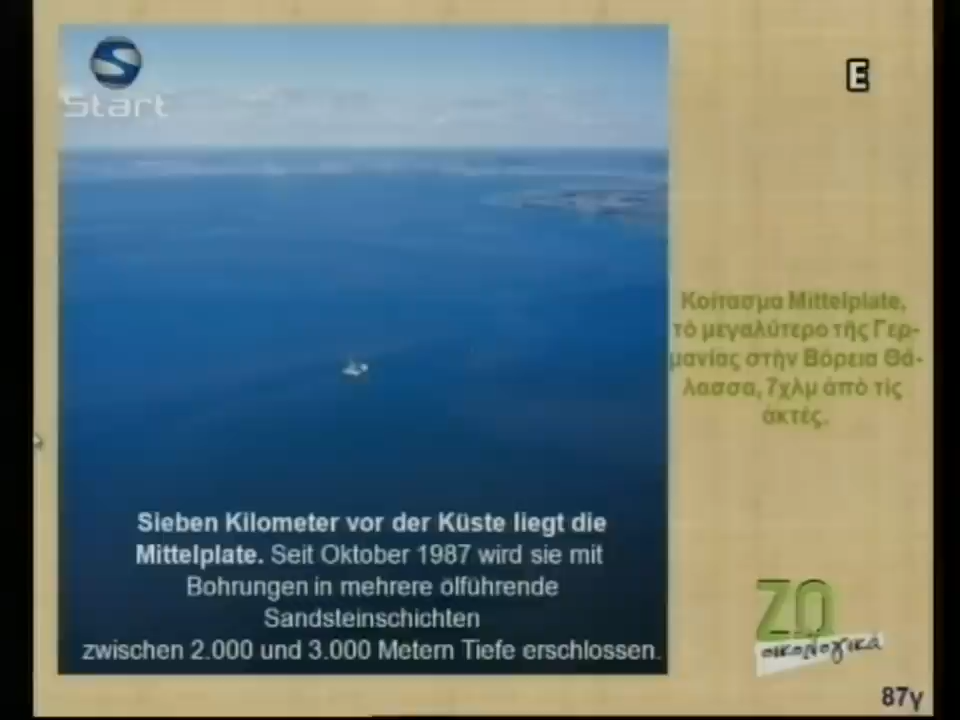 Start
E
Κοίτασμα Mittelplate,
τὸ μεγαλύτερο τῆς Γερ-
μανίας στὴν Βόρεια Θά-
λασσα, 7χλμ ἀπὸ τὶς
ἀκτές.
Sieben Kilometer vor der Küste liegt die
Mittelplate. Seit Oktober 1987 wird sie mit
Bohrungen in mehrere ölführende
Sandsteinschichten
zwischen 2.000 und 3.000 Metern Tiefe erschlossen.
ΖΩ
οικολογικά
87γ